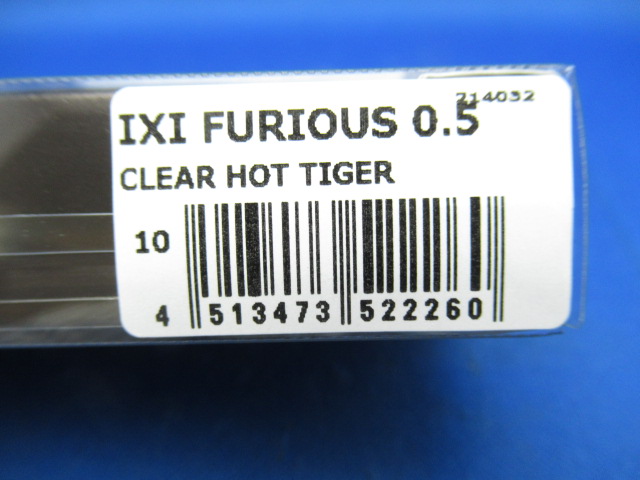 714032
IXI FURIOUS 0.5
CLEAR HOT TIGER
10
4 513473 522260